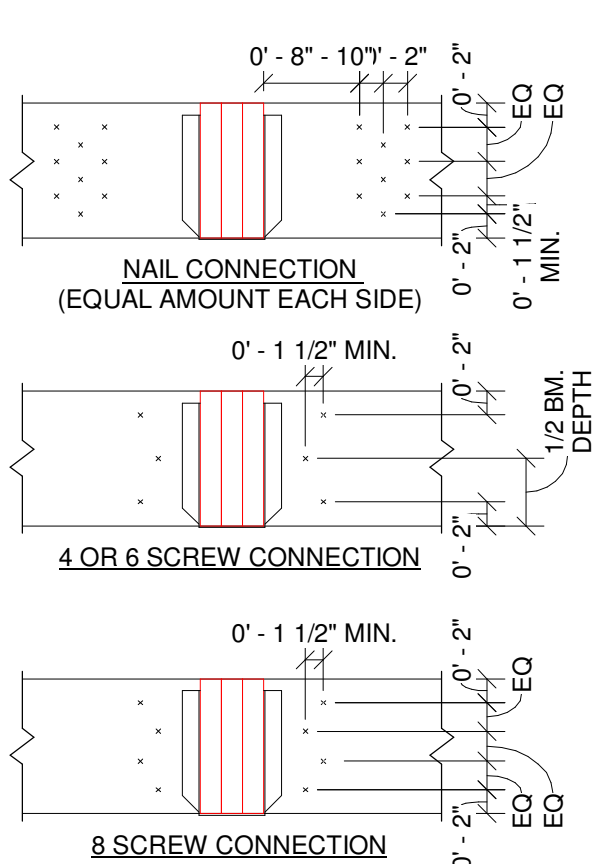 0' - 8" - 10"
' - 2"
0' - 2"
EQ
EQ
0' - 2"
0' - 1 1/2"
MIN.
NAIL CONNECTION
(EQUAL AMOUNT EACH SIDE)
0' - 1 1/2" MIN.
0' - 2"
1/2 BM.
DEPTH
0' - 2"
4 OR 6 SCREW CONNECTION
0' - 1 1/2" MIN.
0' - 2"
EQ
EQ
EQ
0' - 2"
8 SCREW CONNECTION